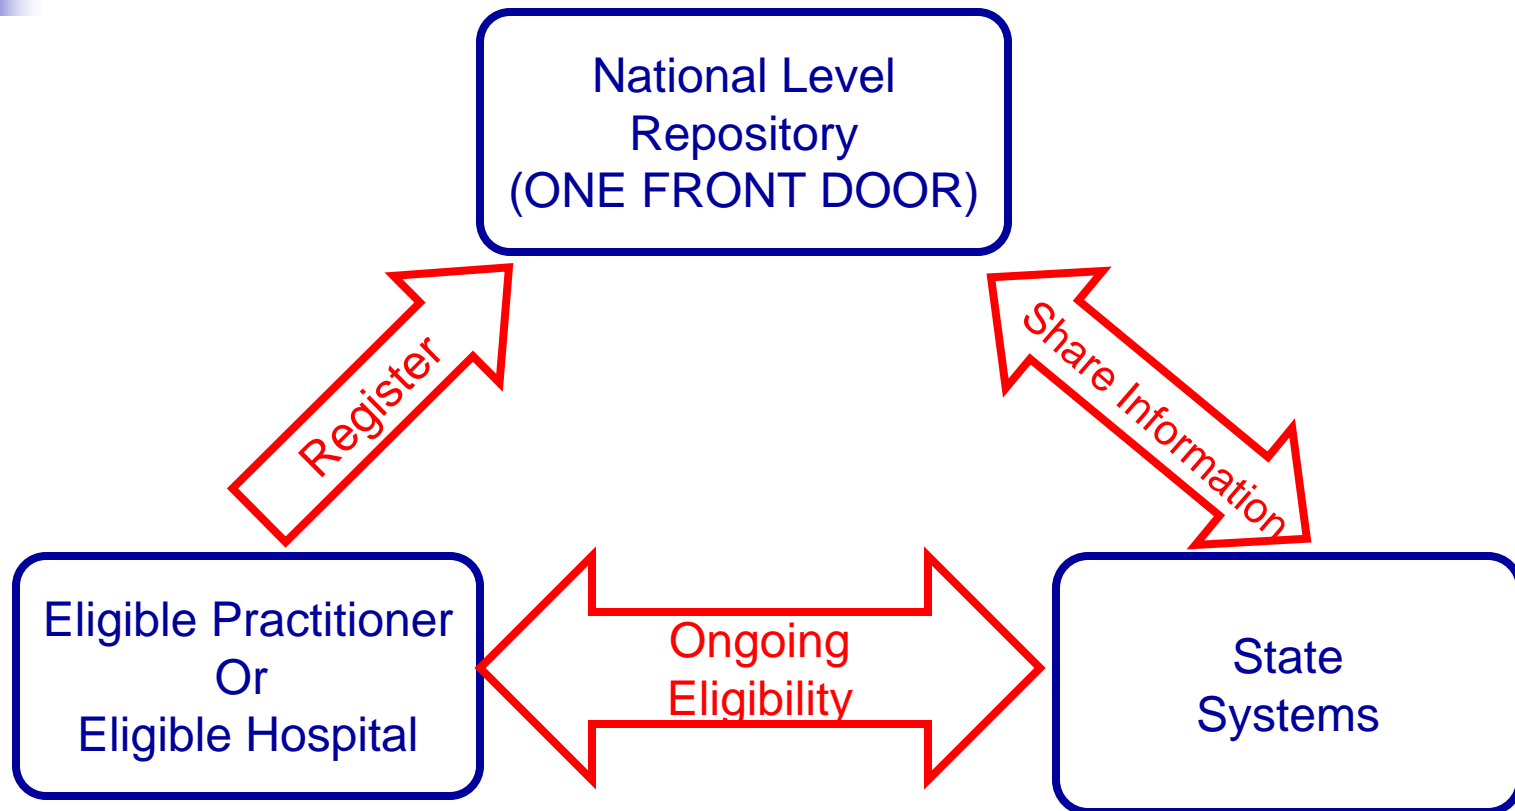 National Level
Repository
(ONE FRONT DOOR)
Register
Share Information
Eligible Practitioner
Or
Eligible Hospital
Ongoing
Eligibility
State
Systems